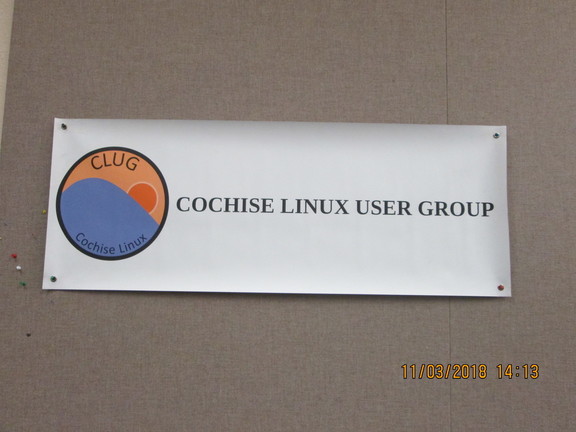 CLUG
Cochise Linux
COCHISE LINUX USER GROUP
11/03/2018 14:13